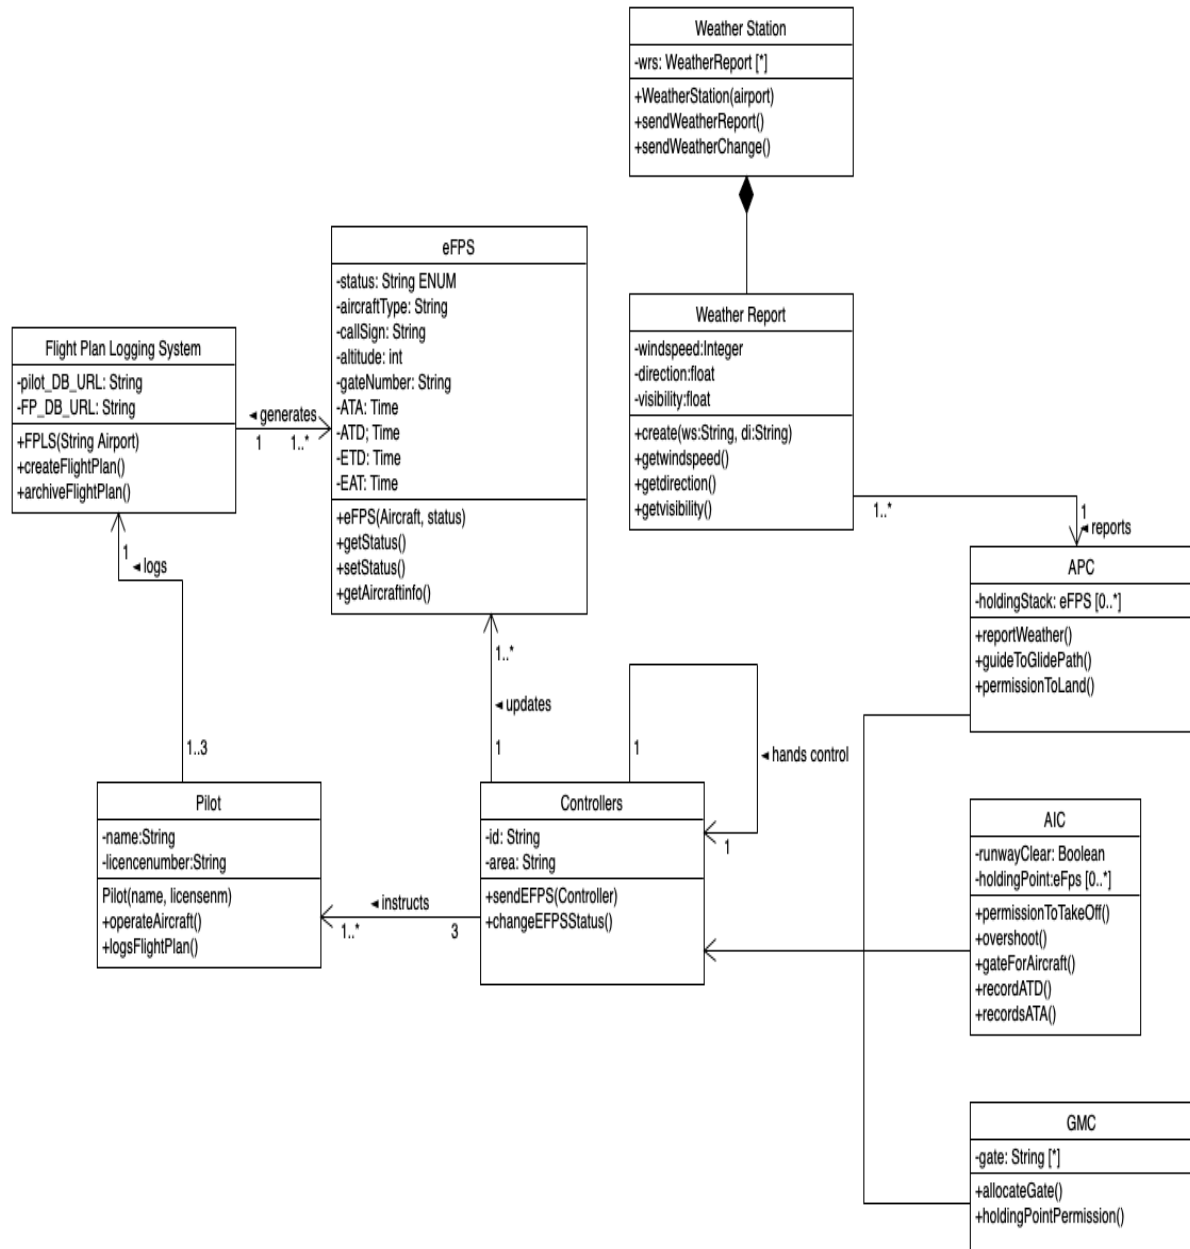 Weather Station
-wrs: WeatherReport [*]
+WeatherStation(airport)
+sendWeatherReport()
+sendWeatherChange()
eFPS
-status: String ENUM
-aircraftType: String
-callSign: String
-altitude: int
-gateNumber: String
-ATA: Time
-ATD; Time
-ETD: Time
-EAT: Time
+eFPS(Aircraft, status)
+getStatus()
+setStatus()
+getAircraftinfo()
Weather Report
-windspeed:Integer
-direction:float
-visibility:float
+create(ws:String, di:String)
+getwindspeed()
+getdirection()
+getvisibility()
Flight Plan Logging System
-pilot_DB_URL: String
-FP_DB_URL: String
+FPLS(String Airport)
+createFlightPlan()
+archiveFlightPlan()
◄ generates
1 1..*
1..* 1
◄ reports
APC
-holdingStack: eFPS [0..*]
+reportWeather()
+guideToGlidePath()
+permissionToLand()
1
◄ logs
1..3
1..*
◄ updates
1
1
◄ hands control
1
Pilot
-name:String
-licencenumber:String
Pilot(name, licensenm)
+operateAircraft()
+logsFlightPlan()
◄ instructs
1..* 3
Controllers
-id: String
-area: String
+sendEFPS(Controller)
+changeEFPSStatus()
AIC
-runwayClear: Boolean
-holdingPoint:eFps [0..*]
+permissionToTakeOff()
+overshoot()
+gateForAircraft()
+recordATD()
+recordsATA()
GMC
-gate: String [*]
+allocateGate()
+holdingPointPermission()